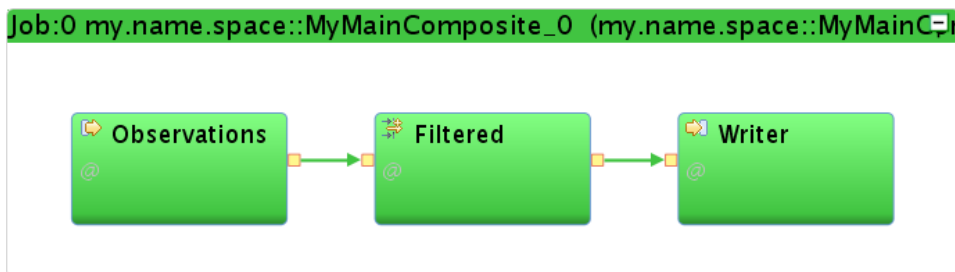 Job:0 my.name.space::MyMainComposite_0 (my.name.space::MyMainC
Observations
@
Filtered
@
Writer
@